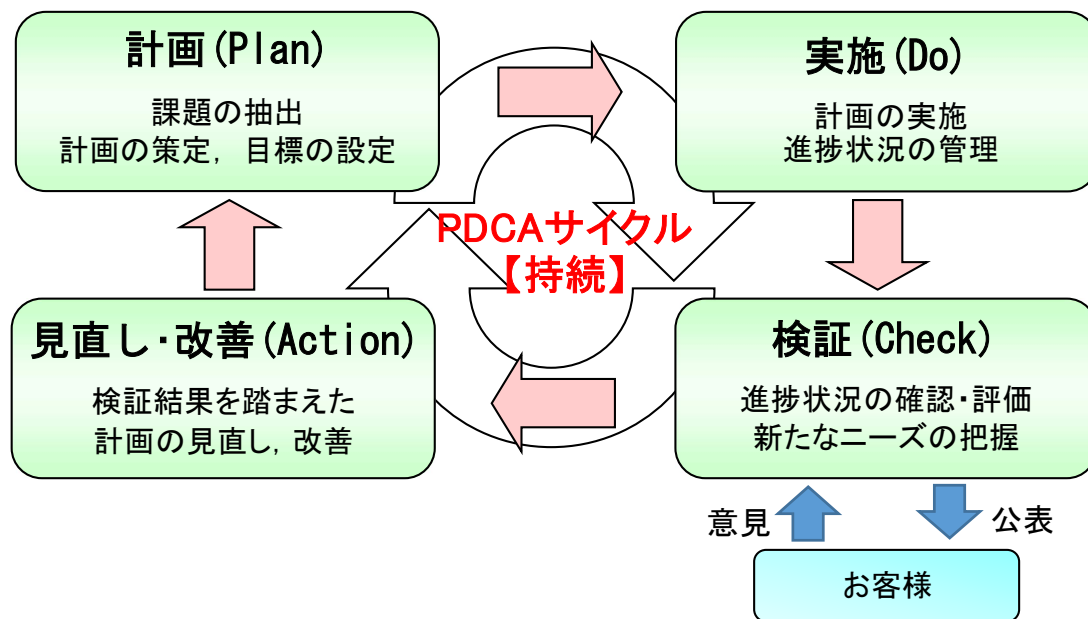 計画(Plan)
課題の抽出
計画の策定，目標の設定
実施(Do)
計画の実施
進捗状況の管理
PDCAサイクル
【持続】
見直し・改善(Action)
検証結果を踏まえた
計画の見直し，改善
検証(Check)
進捗状況の確認・評価
新たなニーズの把握
意見
公表
お客様